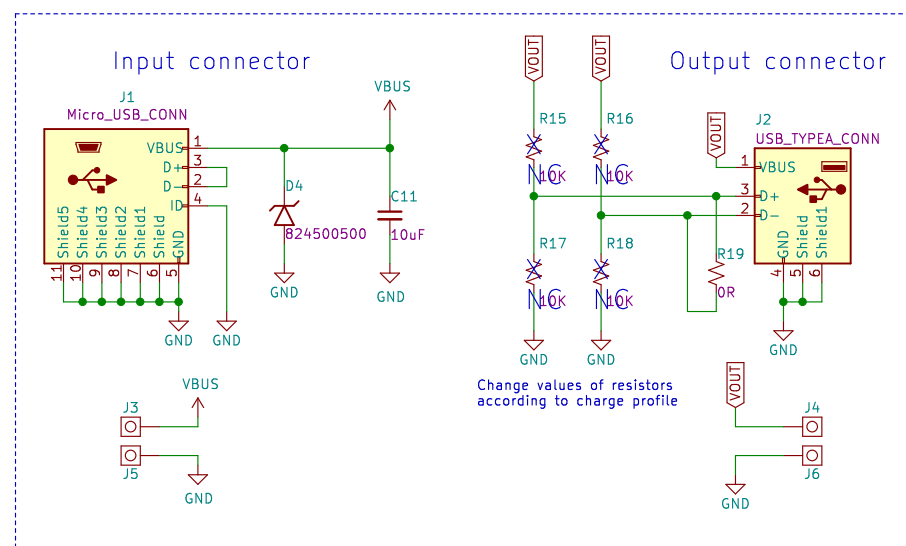 Input connector
J1
Micro_USB_CONN
VBUS 1
D+ 3
D- 2
ID 4
Shield5
Shield4
Shield3
Shield2
Shield1
Shield
GND
11
10
9
8
7
6
5
GND
GND
VBUS
D4
824500500
GND
C11
10uF
GND
VBUS
J3
J5
GND
Output connector
VOUT
VOUT
R15
NC
10K
R16
NC
10K
R17
NC
10K
R18
NC
10K
GND
GND
Change values of resistors
according to charge profile
VOUT
J2
USB_TYPEA_CONN
1 VBUS
3 D+
2 D-
GND
Shield
Shield1
4
5
6
R19
0R
GND
VOUT
J4
J6
GND